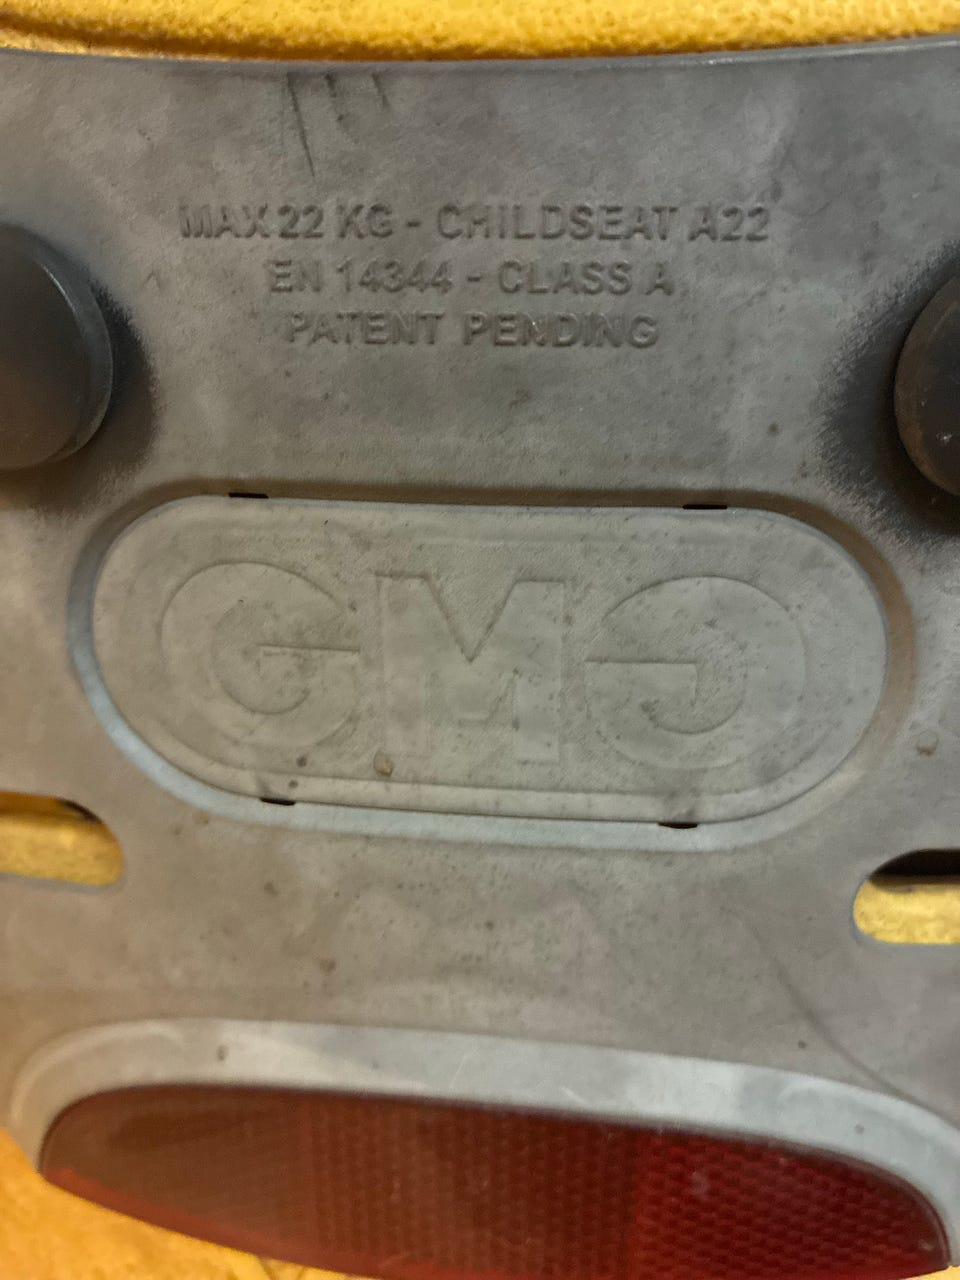 MAX 22 KG - CHILDSEAT A22
EN 14344 - CLASS A
PATENT PENDING
GMG